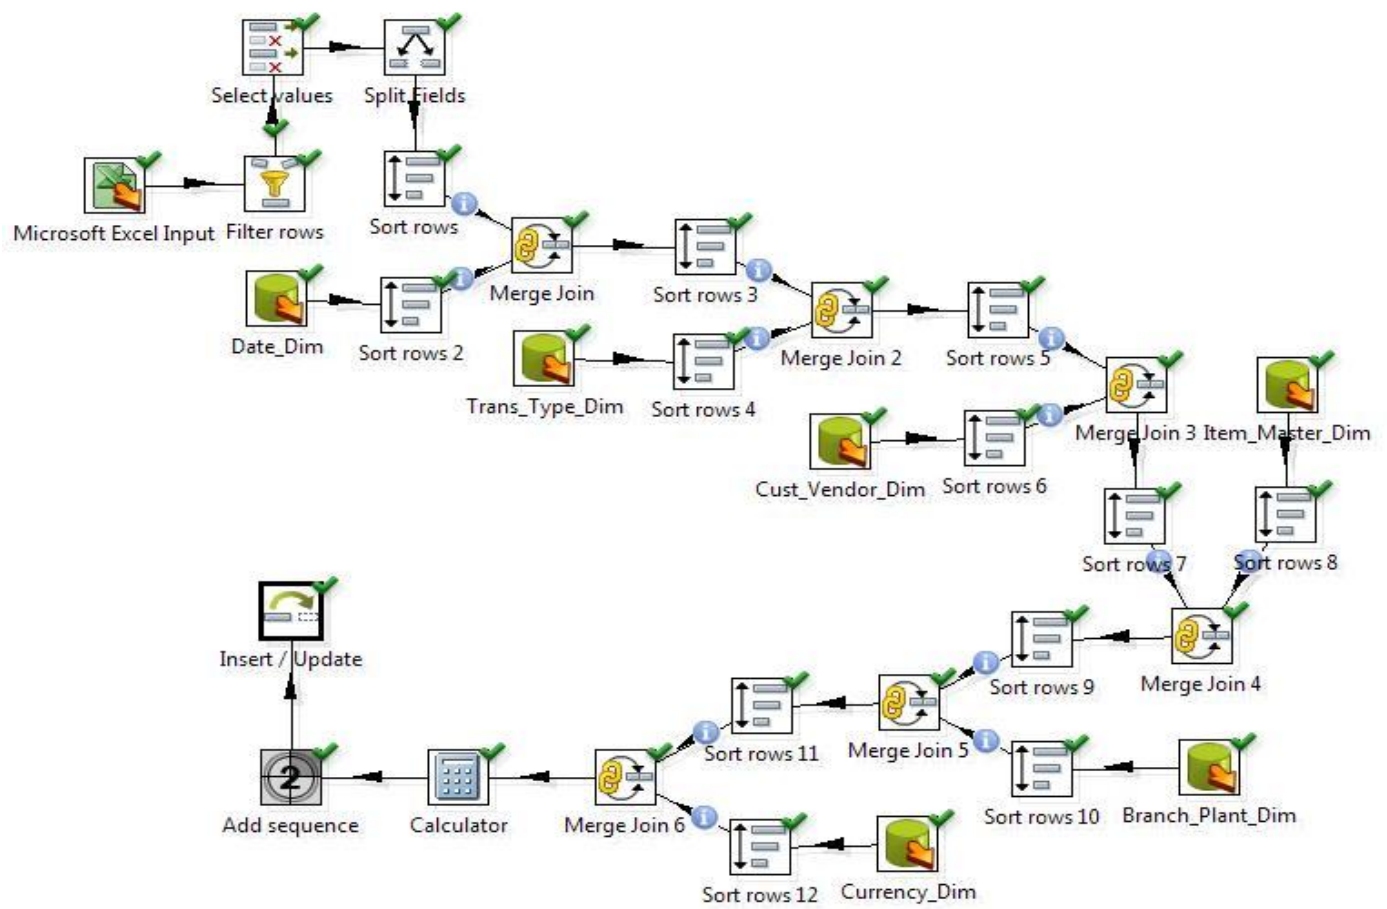 Select values
Split Fields
Microsoft Excel Input
Filter rows
Sort rows
Date_Dim
Sort rows 2
Merge Join
Sort rows 3
Trans_Type_Dim
Sort rows 4
Merge Join 2
Sort rows 5
Cust_Vendor_Dim
Sort rows 6
Merge Join 3
Item_Master_Dim
Sort rows 7
Sort rows 8
Insert / Update
Sort rows 9
Merge Join 4
Sort rows 11
Merge Join 5
Sort rows 10
Branch_Plant_Dim
2
Add sequence
Calculator
Merge Join 6
Sort rows 12
Currency_Dim